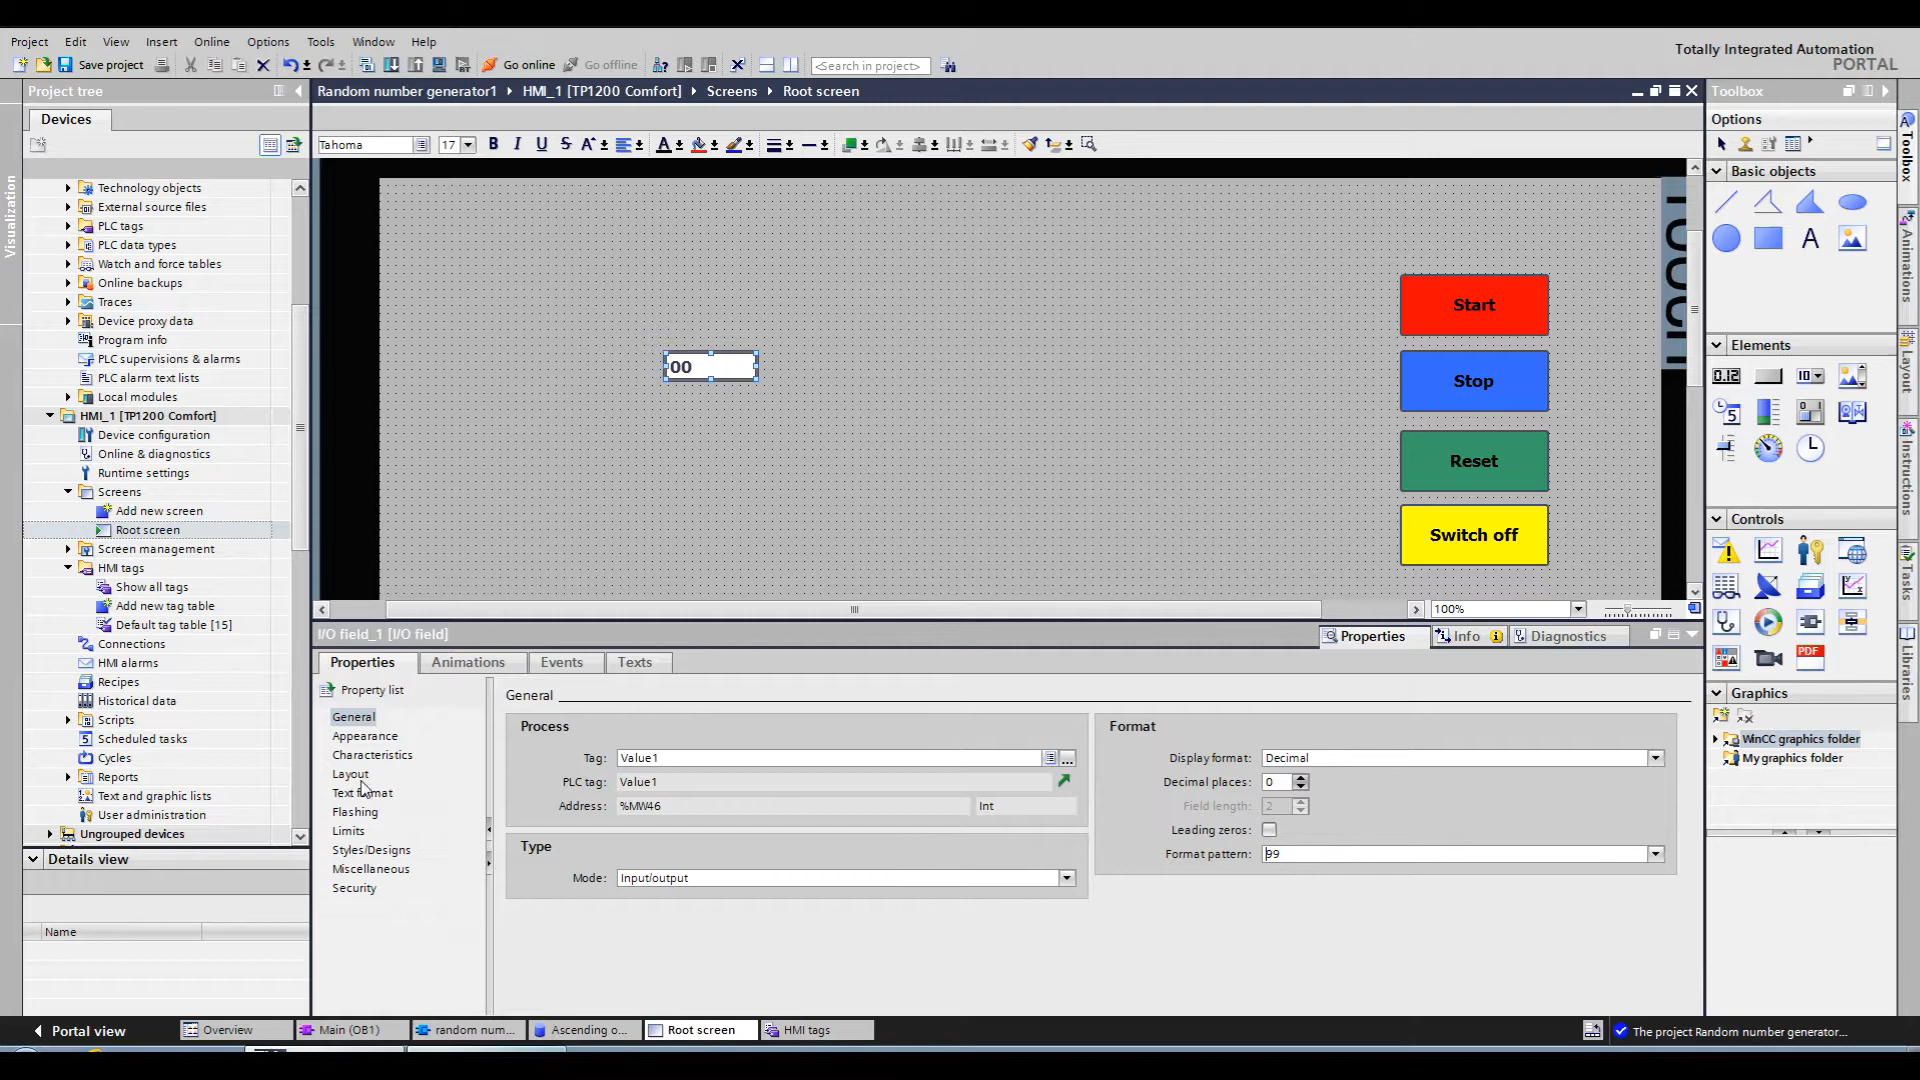 Project Edit View Insert Online Options Tools Window Help
Totally Integrated Automation
PORTAL
Save project Go online Go offline <Search in project>
Project tree
Random number generator1 HMI_1 [TP1200 Comfort] Screens Root screen
Toolbox
Devices
Options
Tahoma 17 B I U S A A
Visualization
Technology objects
External source files
PLC tags
PLC data types
Watch and force tables
Online backups
Traces
Device proxy data
Program info
PLC supervisions & alarms
PLC alarm text lists
Local modules
HMI_1 [TP1200 Comfort]
Device configuration
Online & diagnostics
Runtime settings
Screens
Add new screen
Root screen
Screen management
HMI tags
Show all tags
Add new tag table
Default tag table [15]
Connections
HMI alarms
Recipes
Historical data
Scripts
Scheduled tasks
Cycles
Reports
Text and graphic lists
User administration
Ungrouped devices
Details view
Name
00
Start
Stop
Reset
Switch off
TOUCH
100%
Basic objects
A
Elements
0.12 10
5
0 1
Controls
PDF
Graphics
WinCC graphics folder
My graphics folder
Toolbox
Animations
Layout
Instructions
Tasks
Libraries
I/O field_1 [I/O field]
Properties Info Diagnostics
Properties Animations Events Texts
Property list
General
Appearance
Characteristics
Layout
Text format
Flashing
Limits
Styles/Designs
Miscellaneous
Security
General
Process
Tag: Value1
PLC tag: Value1
Address: %MW46 Int
Type
Mode: Input/output
Format
Display format: Decimal
Decimal places: 0
Field length: 2
Leading zeros:
Format pattern: 99
Portal view Overview Main (OB1) random num... Ascending o... Root screen HMI tags The project Random number generator...